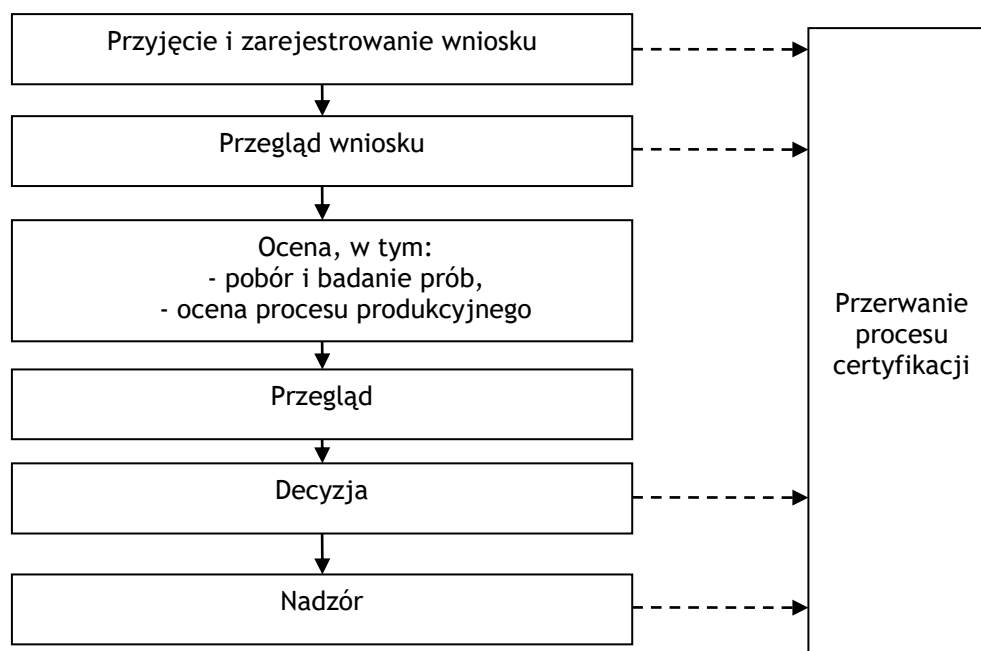 Przyjęcie i zarejestrowanie wniosku
Przegląd wniosku
Ocena, w tym:
- pobór i badanie prób,
- ocena procesu produkcyjnego
Przegląd
Decyzja
Nadzór
Przerwanie
procesu
certyfikacji